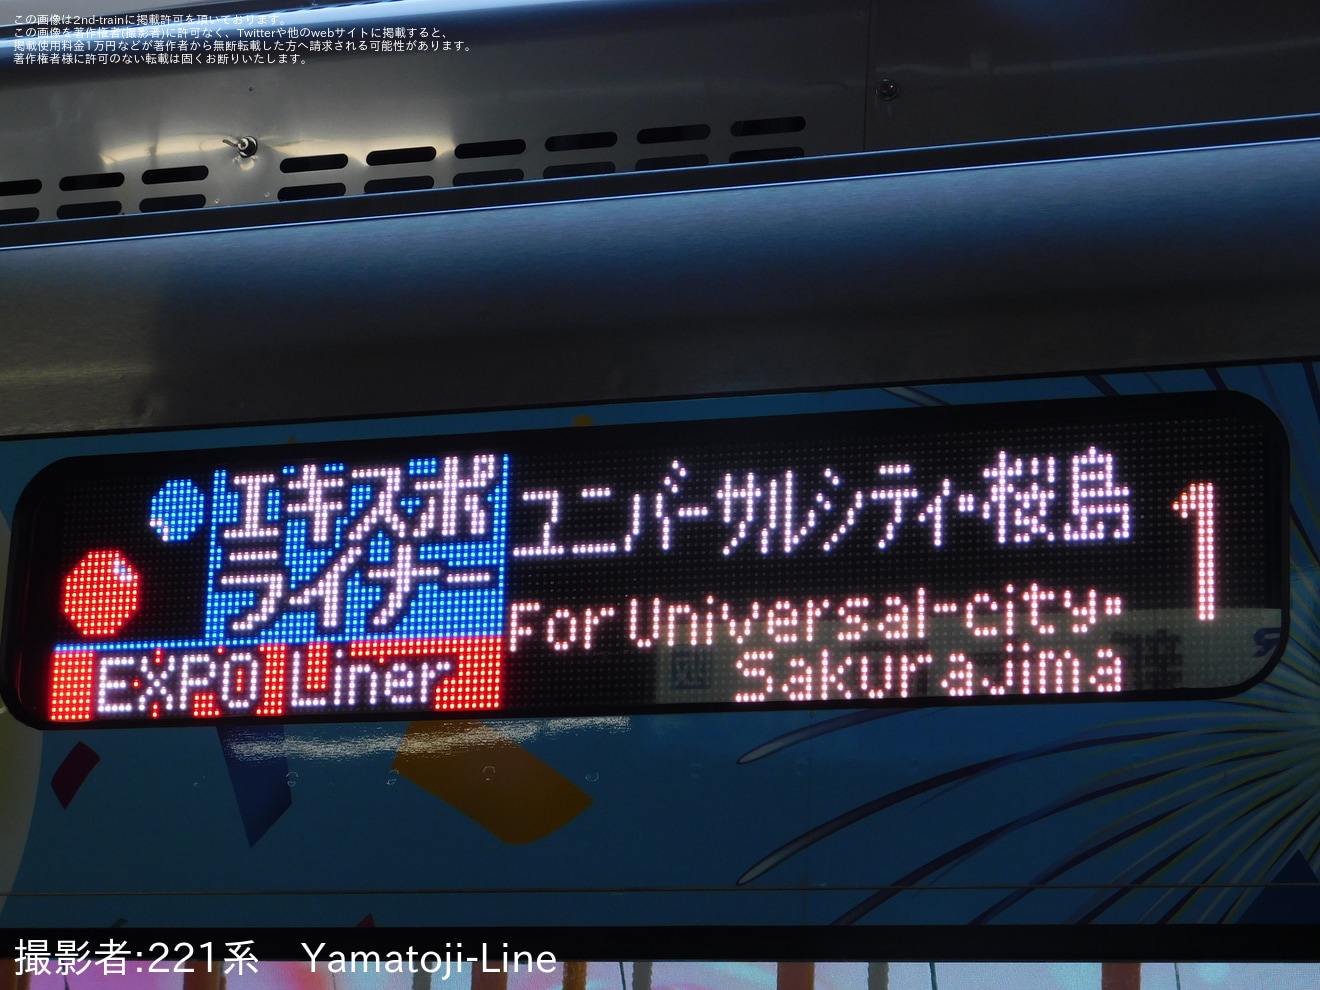 この画像は2nd-trainに掲載許可を頂いております。
この画像を著作権者(撮影者)に許可なく、Twitterや他のwebサイトに掲載すると、
掲載使用料金1万円などが著作者から無断転載した方へ請求される可能性があります。
著作権者様に許可のない転載は固くお断りいたします。
エキスポ
ライナー
EXPO Liner
ユニバーサルシティ・桜島
For Universal-city・
Sakurajima
1
撮影者:221系 Yamatoji-Line